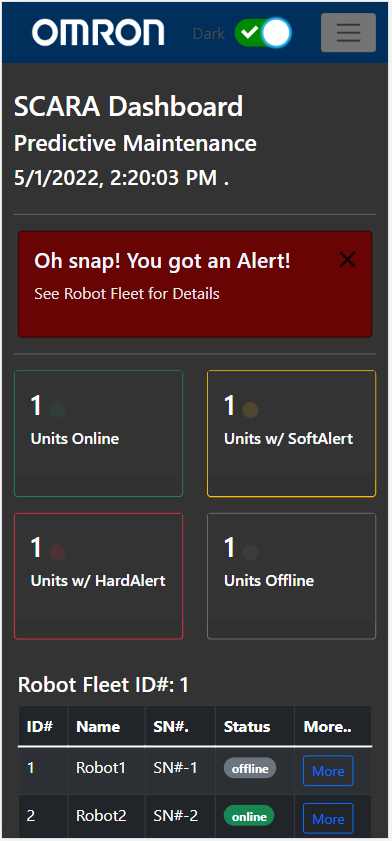 OMRON Dark
SCARA Dashboard
Predictive Maintenance
5/1/2022, 2:20:03 PM .
Oh snap! You got an Alert!
See Robot Fleet for Details
1
Units Online
1
Units w/ SoftAlert
1
Units w/ HardAlert
1
Units Offline
Robot Fleet ID#: 1
ID# Name SN#. Status More..
1 Robot1 SN#-1 offline More
2 Robot2 SN#-2 online More